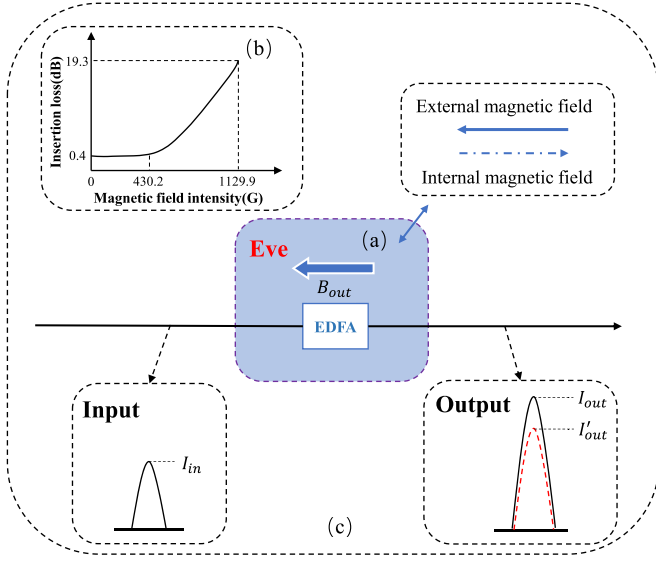 (b)
Insertion loss(dB)
19.3
0.4
0
430.2
1129.9
Magnetic field intensity(G)
External magnetic field
Internal magnetic field
(a)
Eve
B_out
EDFA
Input
I_in
Output
I_out
I'_out
(c)